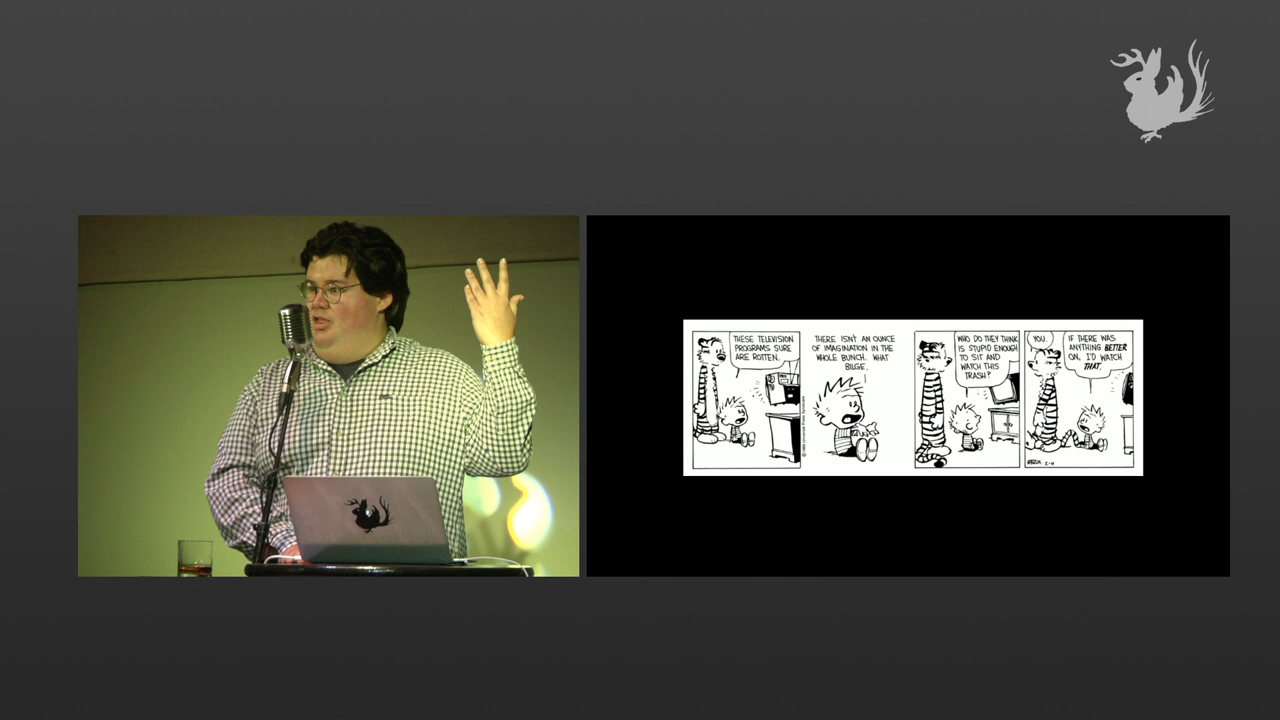 THESE TELEVISION
PROGRAMS SURE
ARE ROTTEN.
THERE ISN'T AN OUNCE
OF IMAGINATION IN THE
WHOLE BUNCH. WHAT
BILGE.
WHO DO THEY THINK
IS STUPID ENOUGH
TO SIT AND
WATCH THIS
TRASH?
YOU.
IF THERE WAS
ANYTHING BETTER
ON, I'D WATCH
THAT.